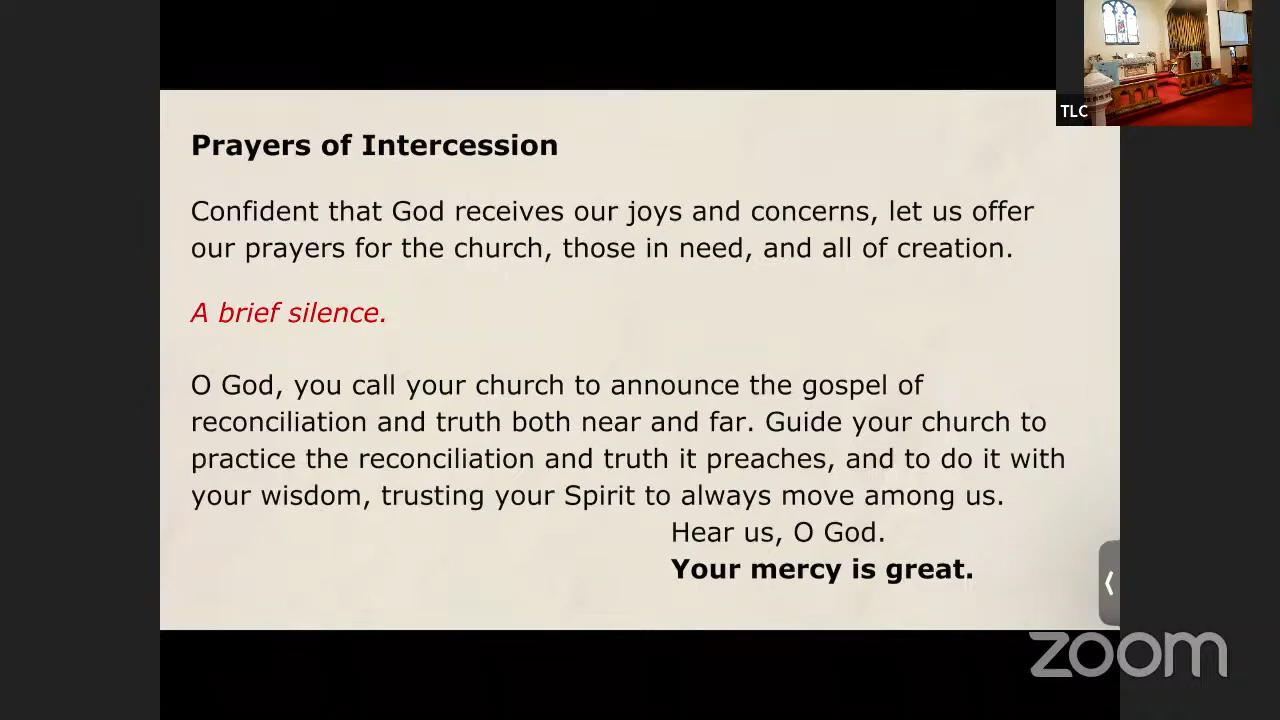 TLC
Prayers of Intercession
Confident that God receives our joys and concerns, let us offer
our prayers for the church, those in need, and all of creation.
A brief silence.
O God, you call your church to announce the gospel of
reconciliation and truth both near and far. Guide your church to
practice the reconciliation and truth it preaches, and to do it with
your wisdom, trusting your Spirit to always move among us.
Hear us, O God.
Your mercy is great.
zoom